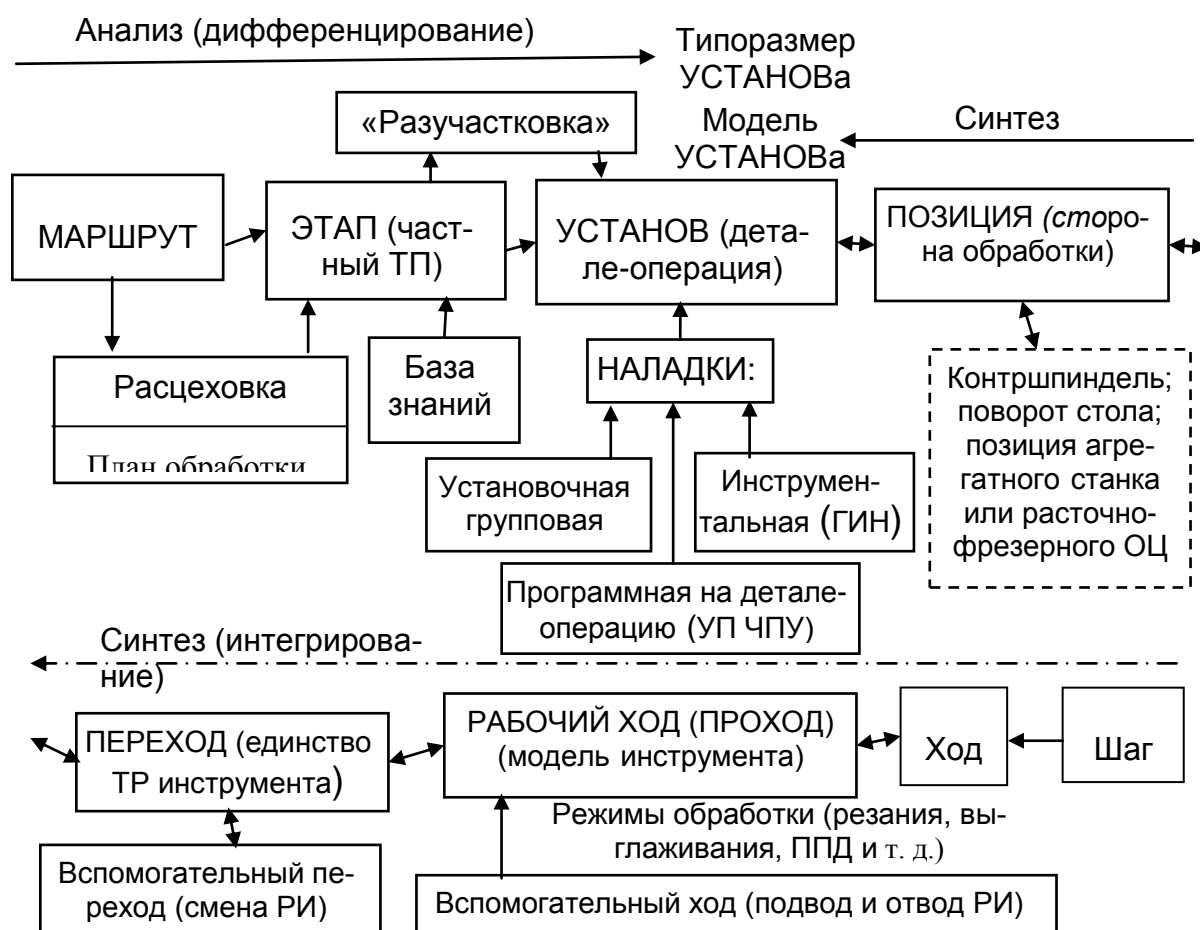 Анализ (дифференцирование)
Типоразмер
УСТАНОВа
«Разучастковка»
Модель
УСТАНОВа
Синтез
МАРШРУТ
ЭТАП (част-
ный ТП)
УСТАНОВ (дета-
ле-операция)
ПОЗИЦИЯ (сторо-
на обработки)
Расцеховка
План обработки
База
знаний
НАЛАДКИ:
Контршпиндель;
поворот стола;
позиция агре-
гатного станка
или расточно-
фрезерного ОЦ
Установочная
групповая
Инструмен-
тальная (ГИН)
Программная на детале-
операцию (УП ЧПУ)
Синтез (интегрирова-
ние)
ПЕРЕХОД (единство
ТР инструмента)
РАБОЧИЙ ХОД (ПРОХОД)
(модель инструмента)
Ход
Шаг
Режимы обработки (резания, вы-
глаживания, ППД и т. д.)
Вспомогательный пе-
реход (смена РИ)
Вспомогательный ход (подвод и отвод РИ)